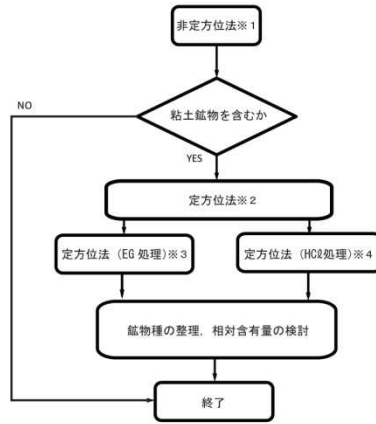 非定方位法※1
NO
粘土鉱物を含むか
YES
定方位法※2
定方位法（EG 処理）※3
定方位法（HCℓ処理）※4
鉱物種の整理，相対含有量の検討
終了